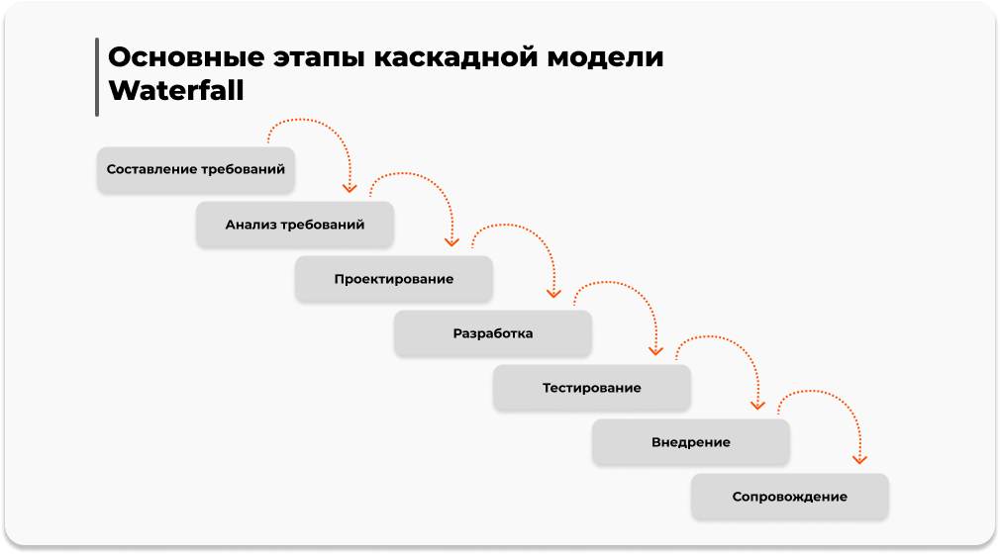 Основные этапы каскадной модели
Waterfall
Составление требований
Анализ требований
Проектирование
Разработка
Тестирование
Внедрение
Сопровождение